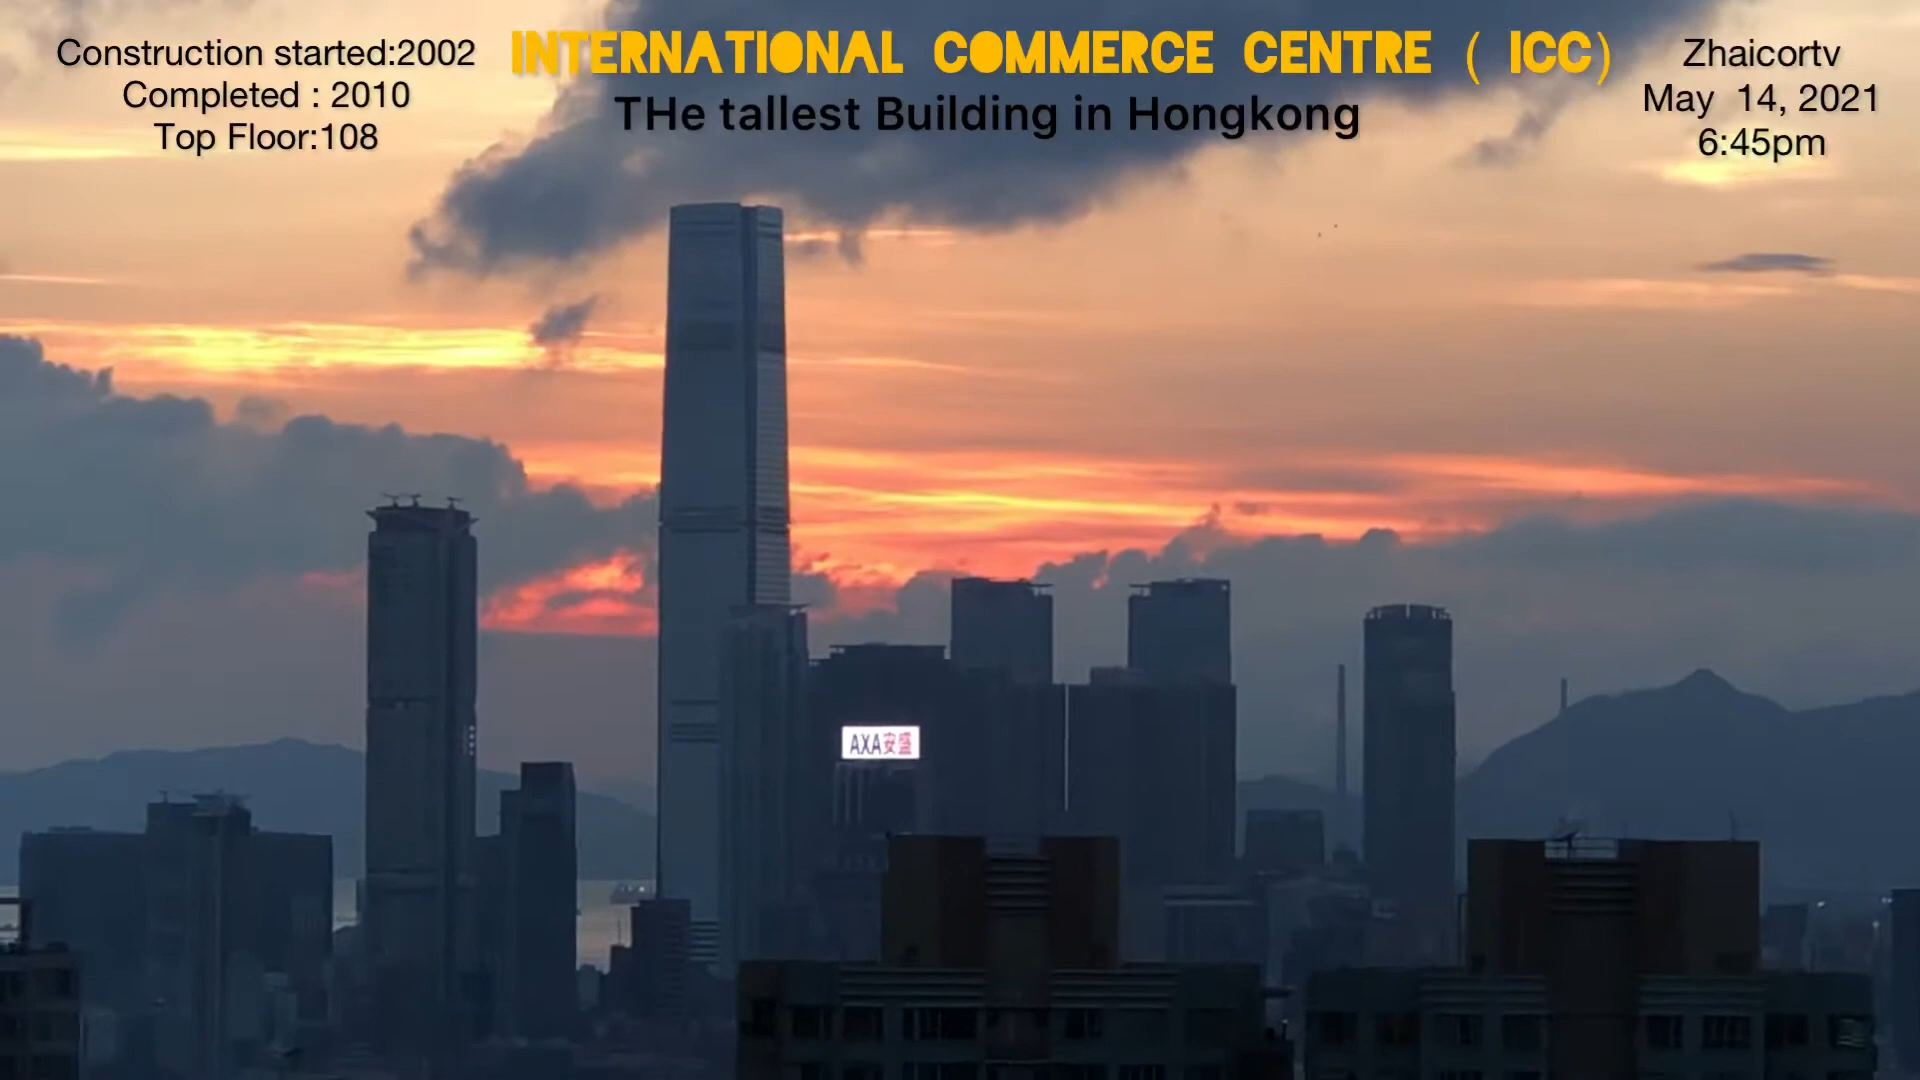 Construction started:2002
Completed : 2010
Top Floor:108
INTERNATIONAL COMMERCE CENTRE ( ICC)
THe tallest Building in Hongkong
Zhaicortv
May 14, 2021
6:45pm
AXA安盛